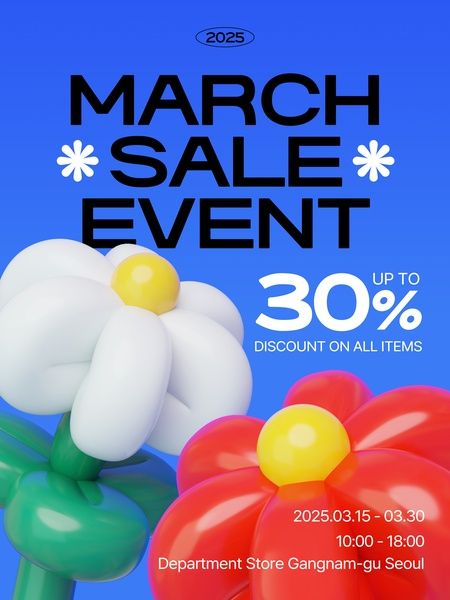 2025
MARCH
SALE
EVENT
UP TO
30%
DISCOUNT ON ALL ITEMS
2025.03.15 - 03.30
10:00 - 18:00
Department Store Gangnam-gu Seoul